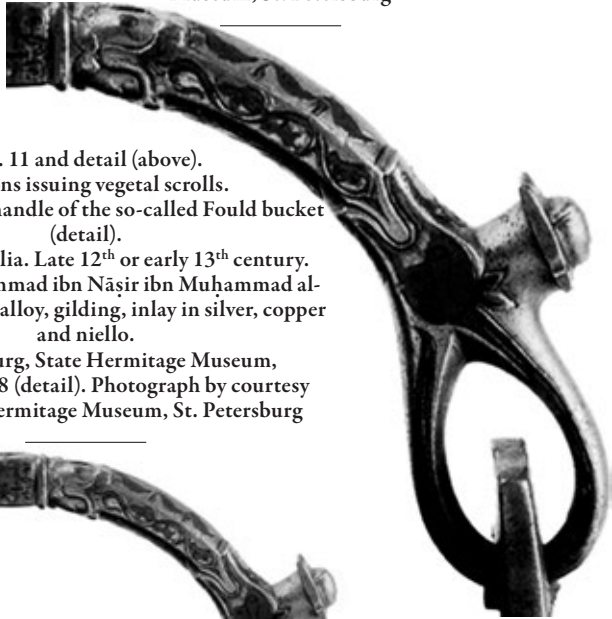 . 11 and detail (above).
ns issuing vegetal scrolls.
handle of the so-called Fould bucket
(detail).
lia. Late 12ᵗʰ or early 13ᵗʰ century.
mmad ibn Nāṣir ibn Muḥammad al-
alloy, gilding, inlay in silver, copper
and niello.
urg, State Hermitage Museum,
8 (detail). Photograph by courtesy
ermitage Museum, St. Petersburg